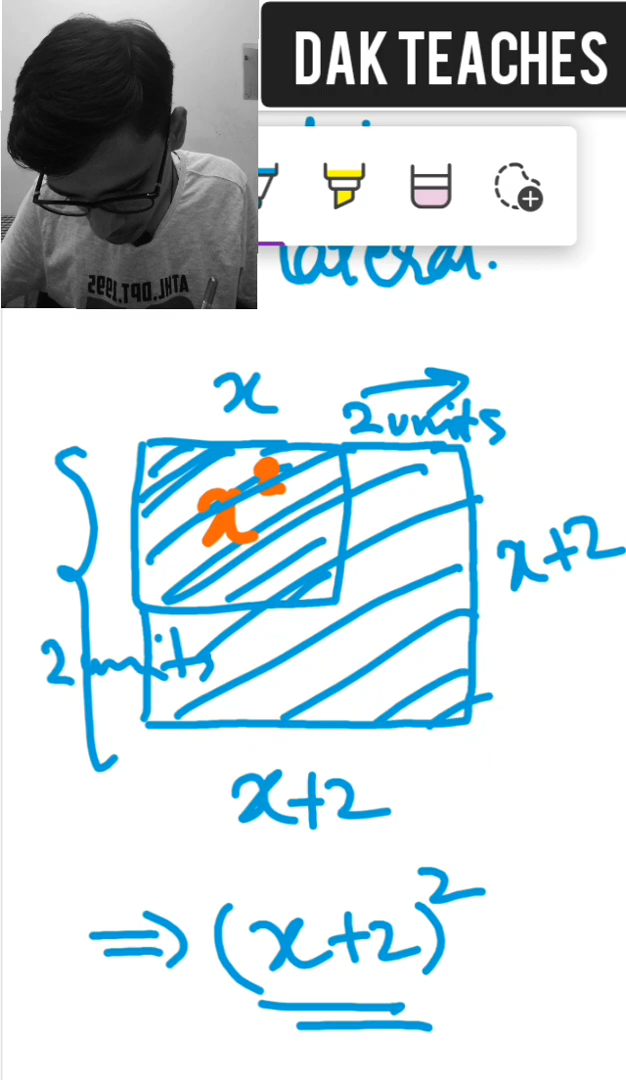 DAK TEACHES
lateral.
x
2 units
x²
x+2
2 units
x+2
⇒ (x+2)²